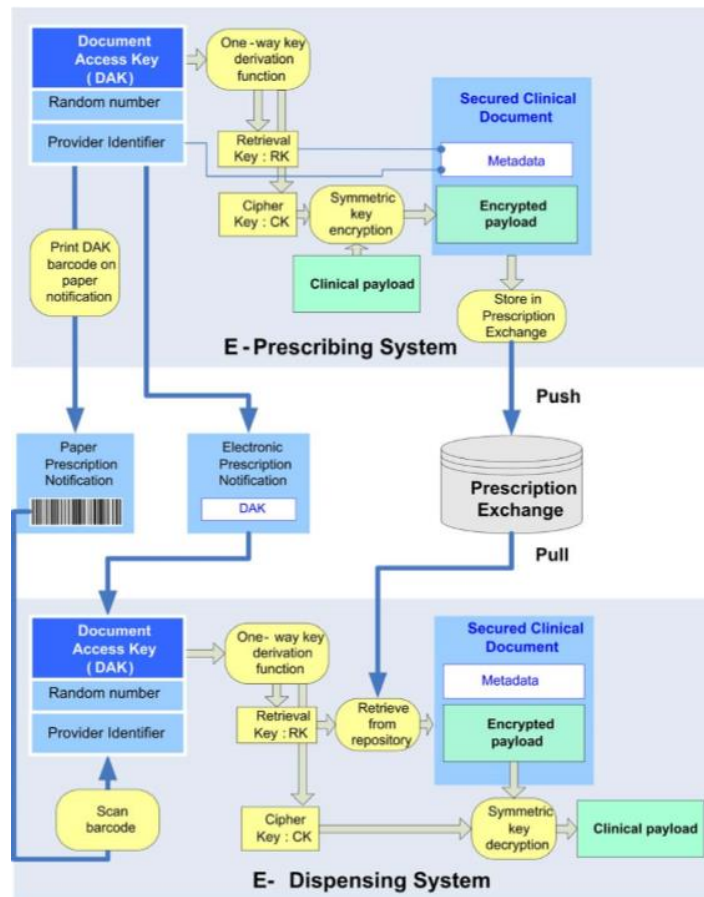 Document
Access Key
( DAK)
Random number
Provider Identifier
One -way key
derivation
function
Retrieval
Key : RK
Cipher
Key : CK
Symmetric
key
encryption
Clinical payload
Secured Clinical
Document
Metadata
Encrypted
payload
Print DAK
barcode on
paper
notification
Store in
Prescription
Exchange
E - Prescribing System
Push
Paper
Prescription
Notification
Electronic
Prescription
Notification
DAK
Prescription
Exchange
Pull
Document
Access Key
(DAK)
Random number
Provider Identifier
One- way key
derivation
function
Retrieval
Key : RK
Retrieve
from
repository
Secured Clinical
Document
Metadata
Encrypted
payload
Scan
barcode
Cipher
Key : CK
Symmetric
key
decryption
Clinical payload
E- Dispensing System